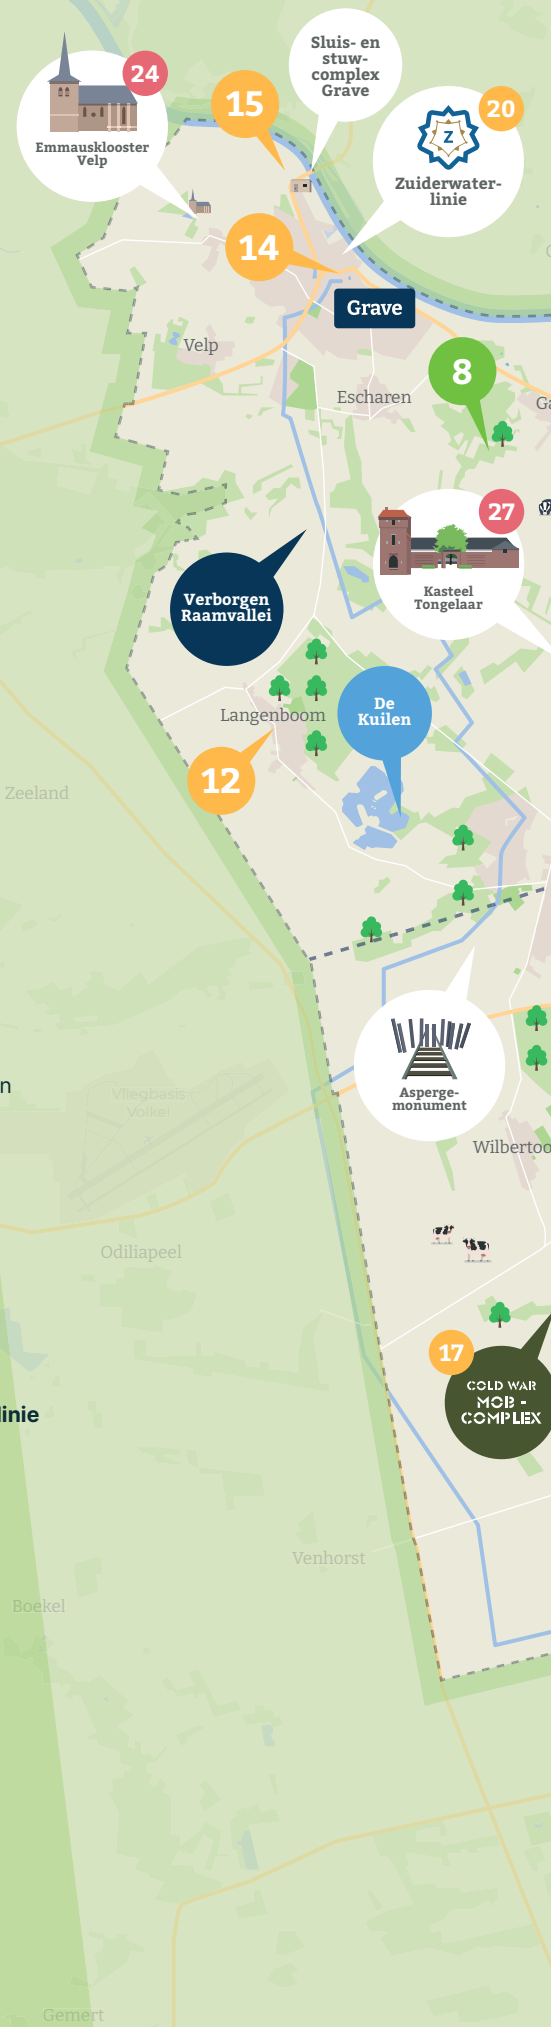 Sluis- en
stuw-
complex
Grave
24
15
20
Emmausklooster
Velp
Z
Zuiderwater-
linie
14
Grave
Velp
8
Escharen
Ga
27
Kasteel
Tongelaar
Verborgen
Raamvallei
De
Kuilen
Langenboom
12
Zeeland
n
Asperge-
monument
Vliegbasis
Volkel
Wilbertoo
Odiliapeel
17
COLD WAR
MOB -
COMPLEX
linie
Venhorst
Boekel
Gemert